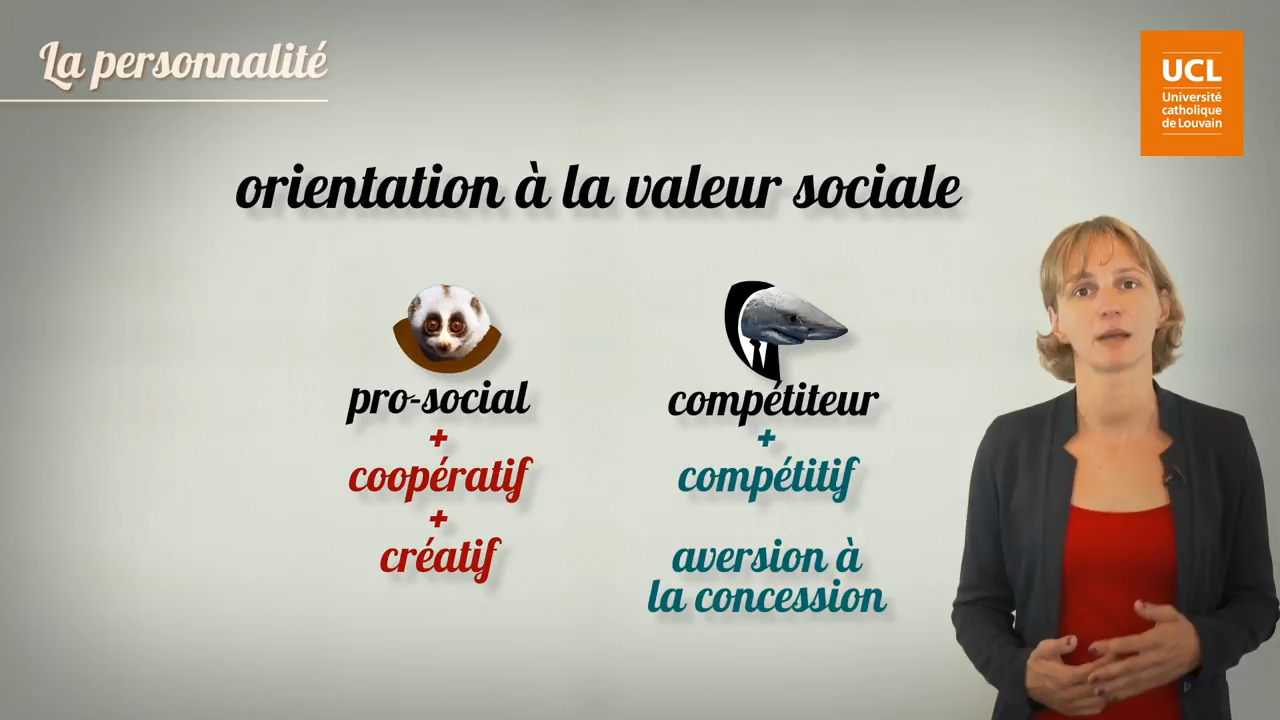 La personnalité
UCL
Université
catholique
de Louvain
orientation à la valeur sociale
pro-social
+
coopératif
+
créatif
compétiteur
+
compétitif
aversion à
la concession